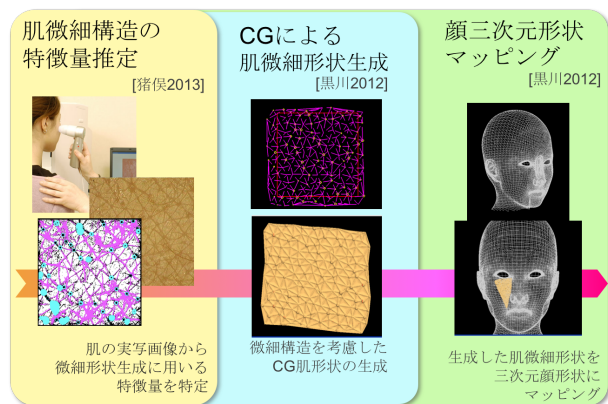 肌微細構造の
特徴量推定
[猪俣2013]
肌の実写画像から
微細形状生成に用いる
特徴量を特定
CGによる
肌微細形状生成
[黒川2012]
微細構造を考慮した
CG肌形状の生成
顔三次元形状
マッピング
[黒川2012]
生成した肌微細形状を
三次元顔形状に
マッピング